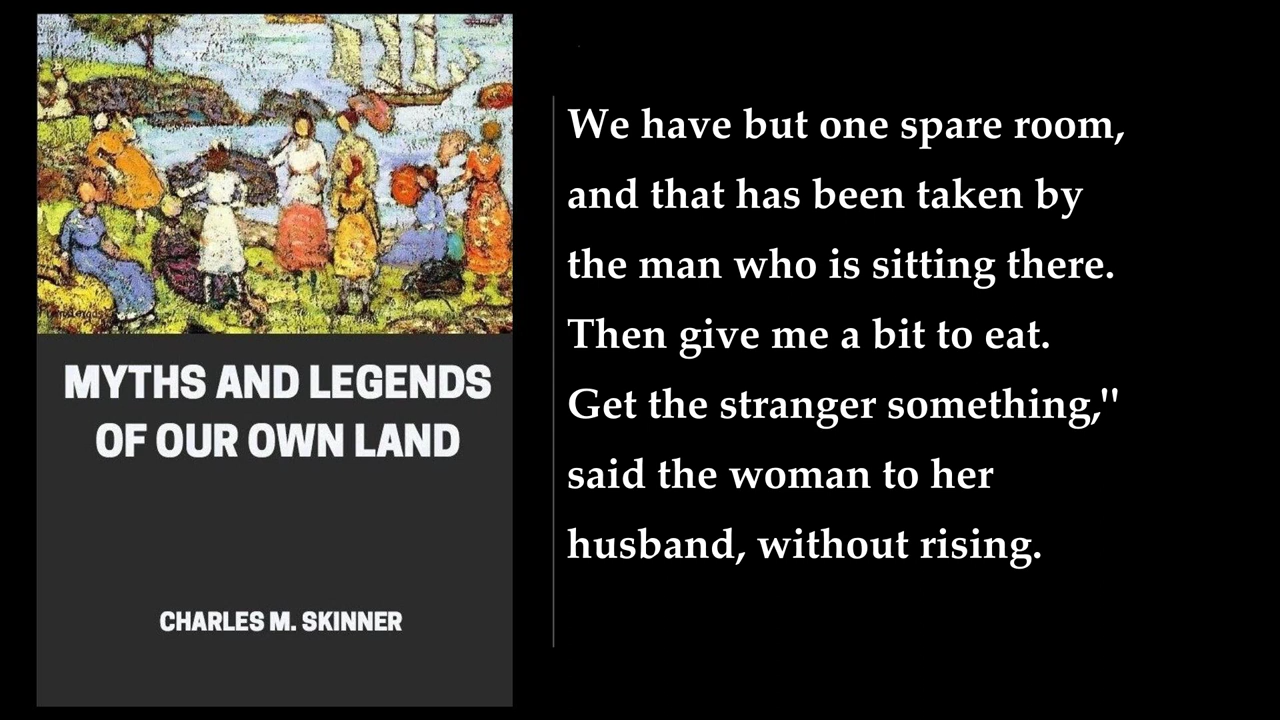 MYTHS AND LEGENDS
OF OUR OWN LAND
CHARLES M. SKINNER
We have but one spare room,
and that has been taken by
the man who is sitting there.
Then give me a bit to eat.
Get the stranger something,"
said the woman to her
husband, without rising.